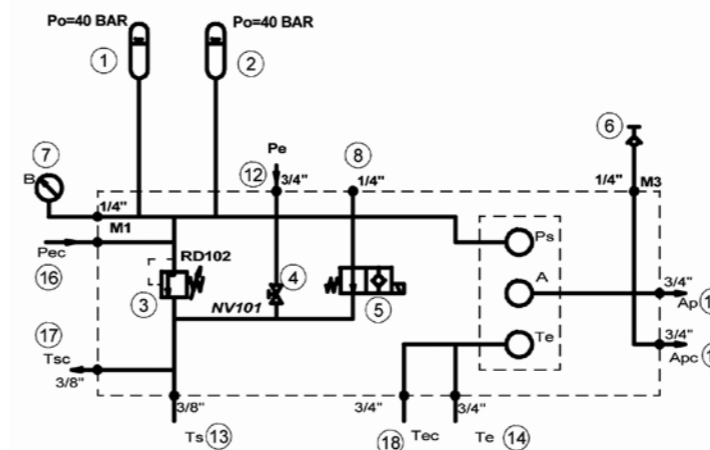 Po=40 BAR Po=40 BAR
1 2
6
7 Pe 8
B 12 3/4" 1/4"
1/4" 1/4" M3
M1 Ps
Pec RD102
16 4 A 3/4"
3 NV101 5 Ap 1
17 Te 3/4"
Tsc Apc 1
3/8"
3/8" 3/4" 3/4"
Ts 13 18 Tec Te 14